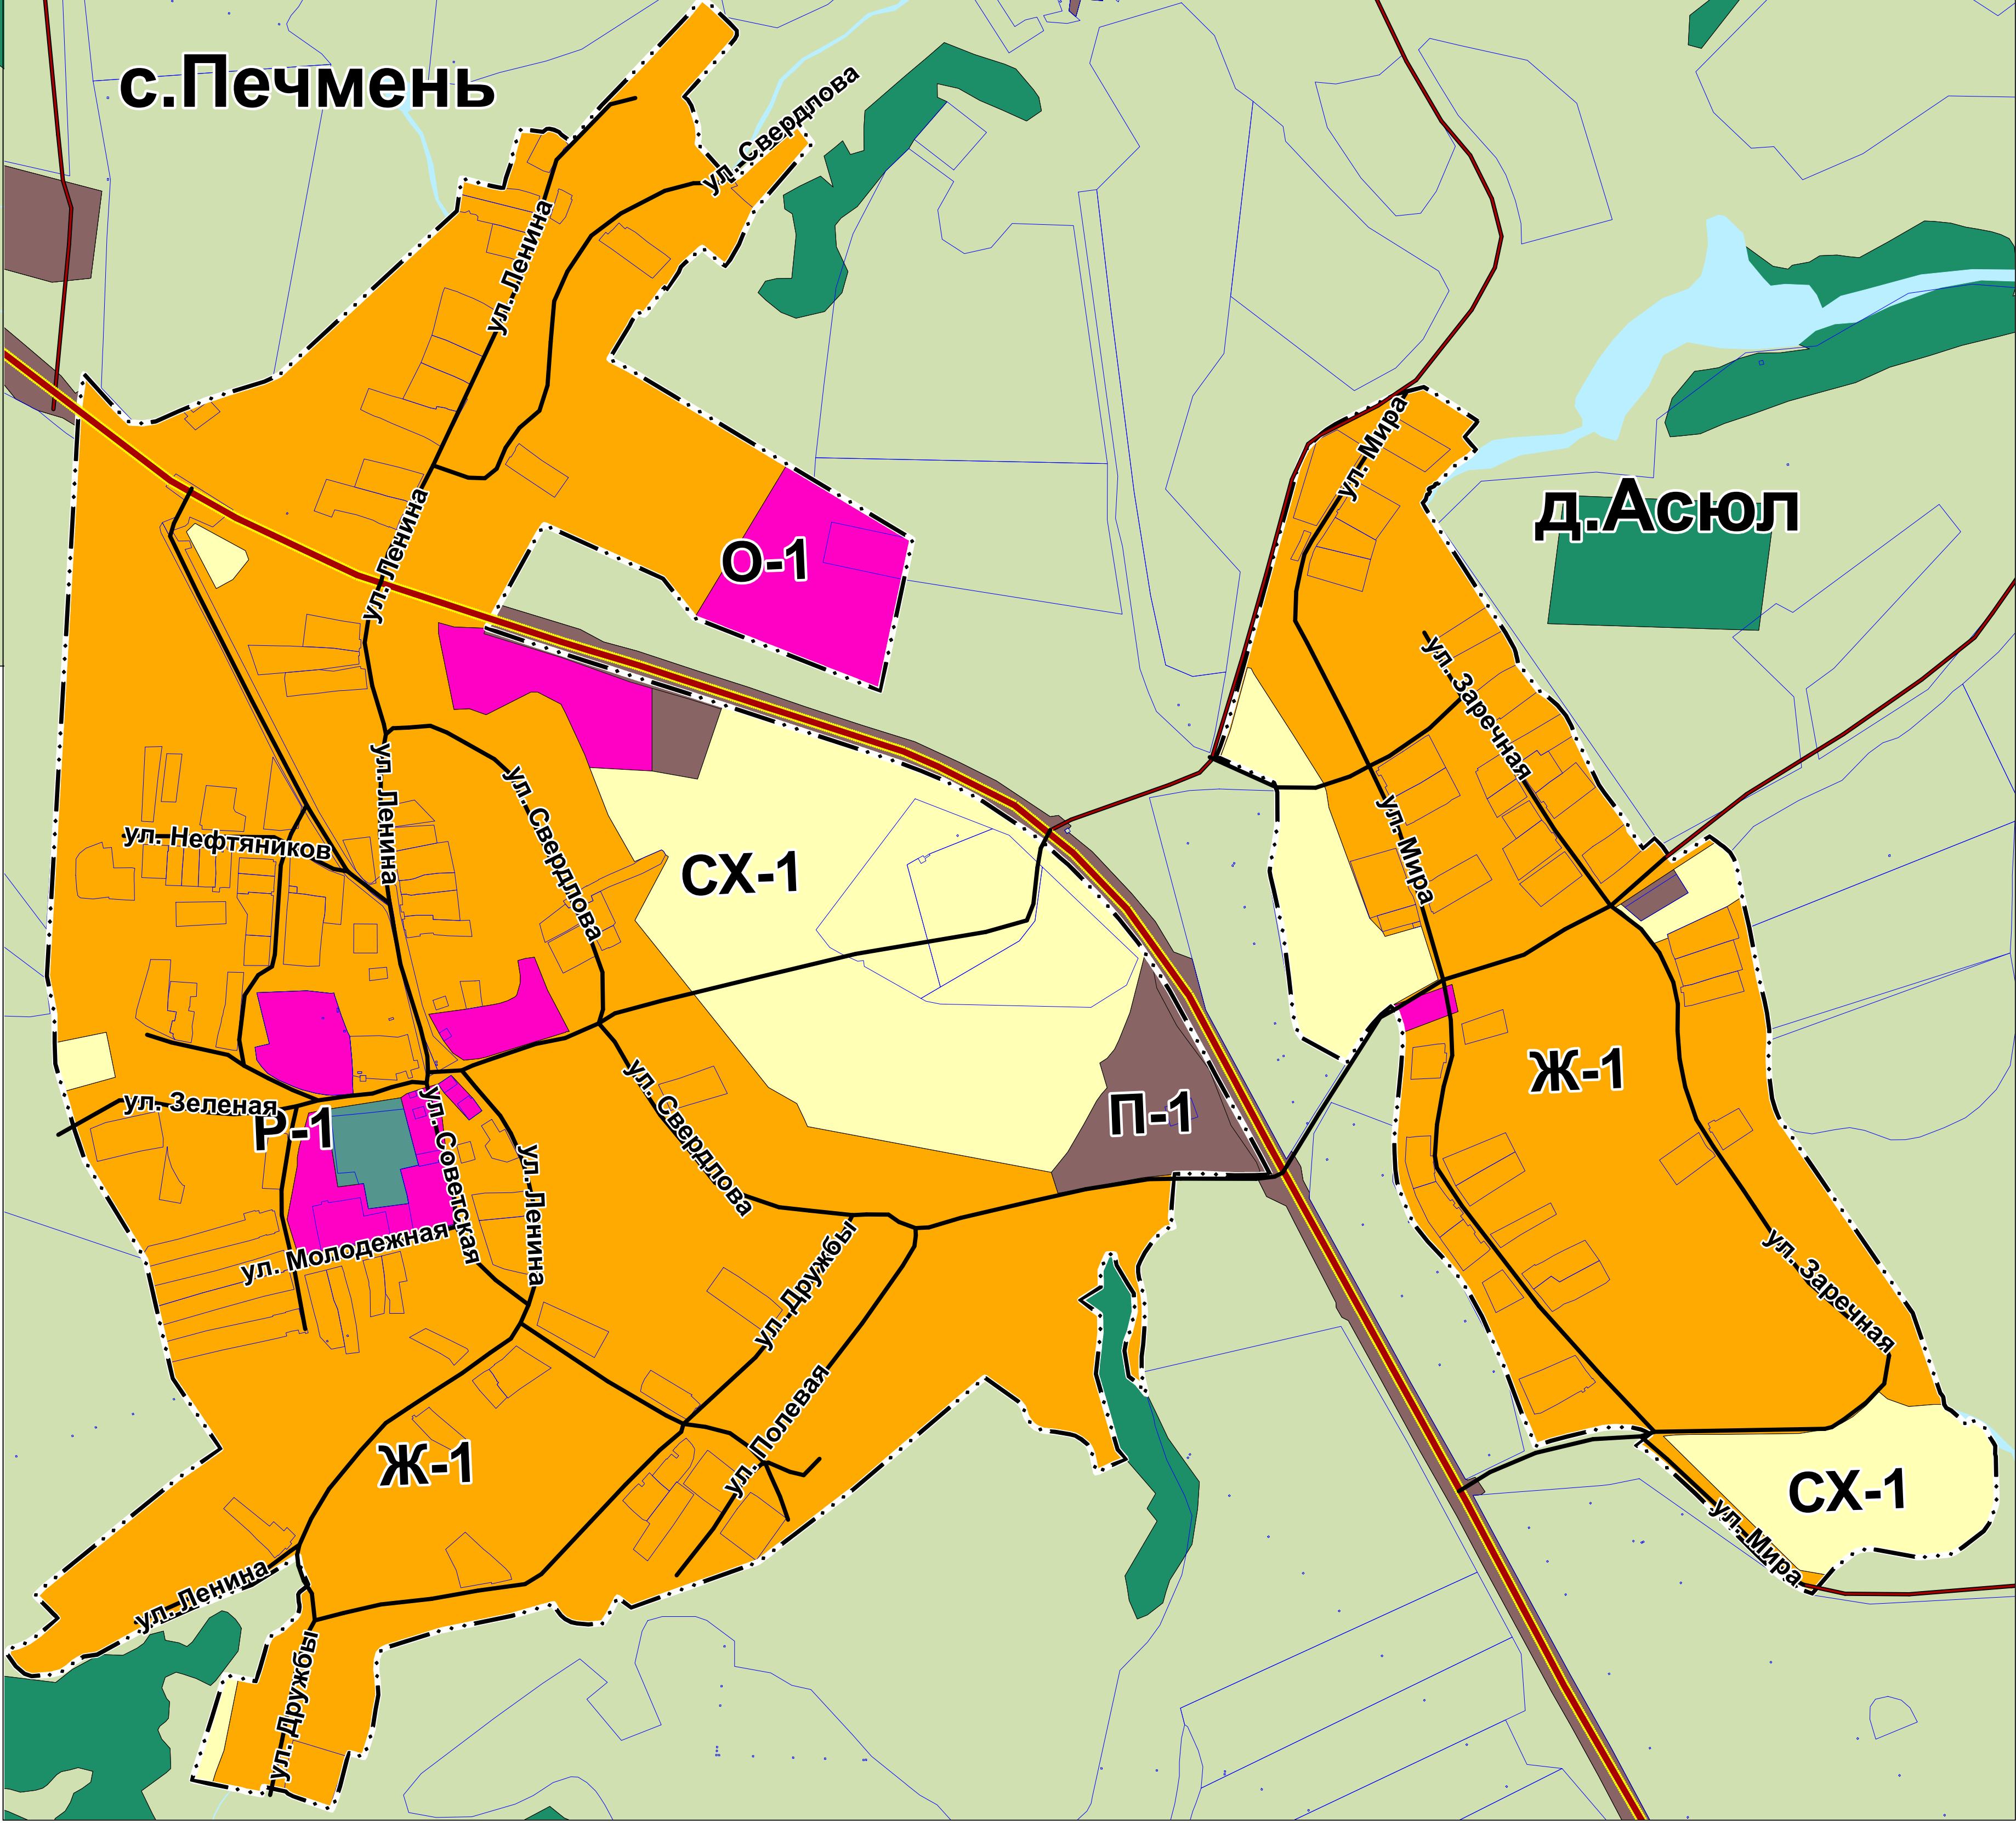 с.Печмень
ул. Свердлова
ул. Ленина
ул. Мира
д.Асюл
ул. Ленина
О-1
ул. Заречная
ул. Ленина
ул. Свердлова
ул. Мира
ул. Нефтяников
СХ-1
ул. Зеленая
Р-1
ул. Советская
ул. Свердлова
П-1
Ж-1
ул. Ленина
ул. Молодежная
ул. Дружбы
ул. Заречная
ул. Полевая
Ж-1
СХ-1
ул. Мира
ул. Ленина
ул. Дружбы